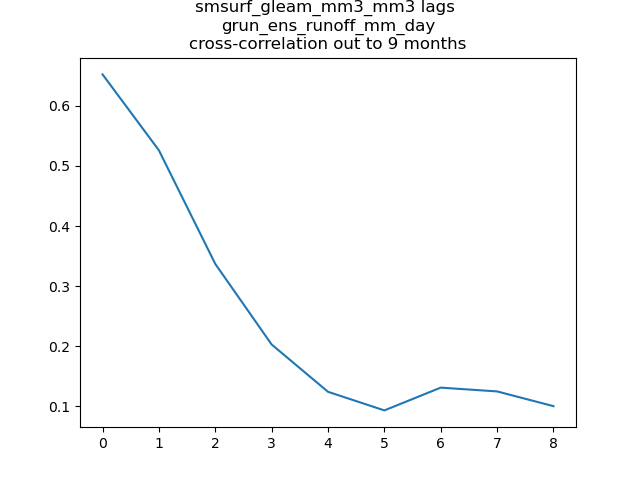 smsurf_gleam_mm3_mm3 lags
grun_ens_runoff_mm_day
cross-correlation out to 9 months
0.6
0.5
0.4
0.3
0.2
0.1
0 1 2 3 4 5 6 7 8